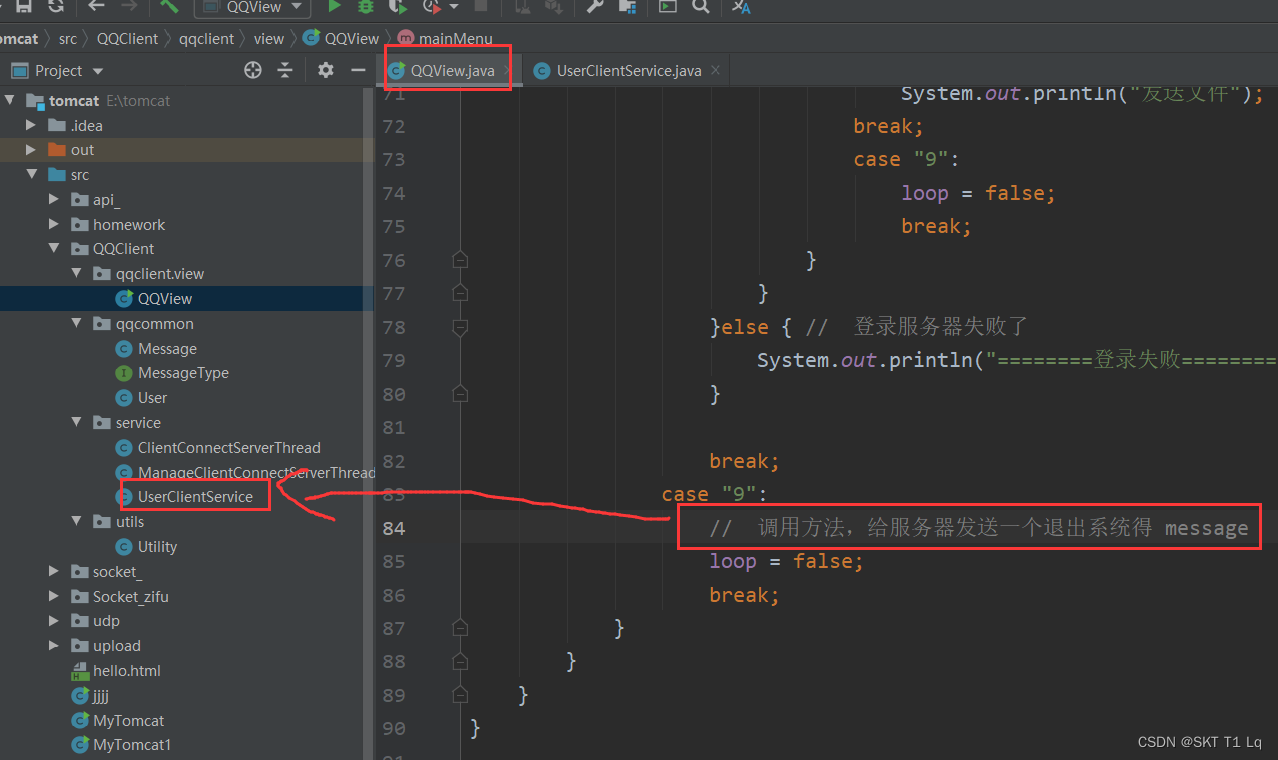 QQView
omcat src QQClient qqclient view QQView mainMenu
Project
QQView.java
UserClientService.java
tomcat E:\tomcat
.idea
out
src
api_
homework
QQClient
qqclient.view
QQView
qqcommon
Message
MessageType
User
service
ClientConnectServerThread
ManageClientConnectServerThread
UserClientService
utils
Utility
socket_
Socket_zifu
udp
upload
hello.html
jjjj
MyTomcat
MyTomcat1
71 System.out.println("发送文件");
72 break;
73 case "9":
74 loop = false;
75 break;
76 }
77 }
78 }else { // 登录服务器失败了
79 System.out.println("========登录失败========
80 }
81
82 break;
83 case "9":
84 // 调用方法，给服务器发送一个退出系统得 message
85 loop = false;
86 break;
87 }
88 }
89 }
90 }
CSDN @SKT T1 Lq